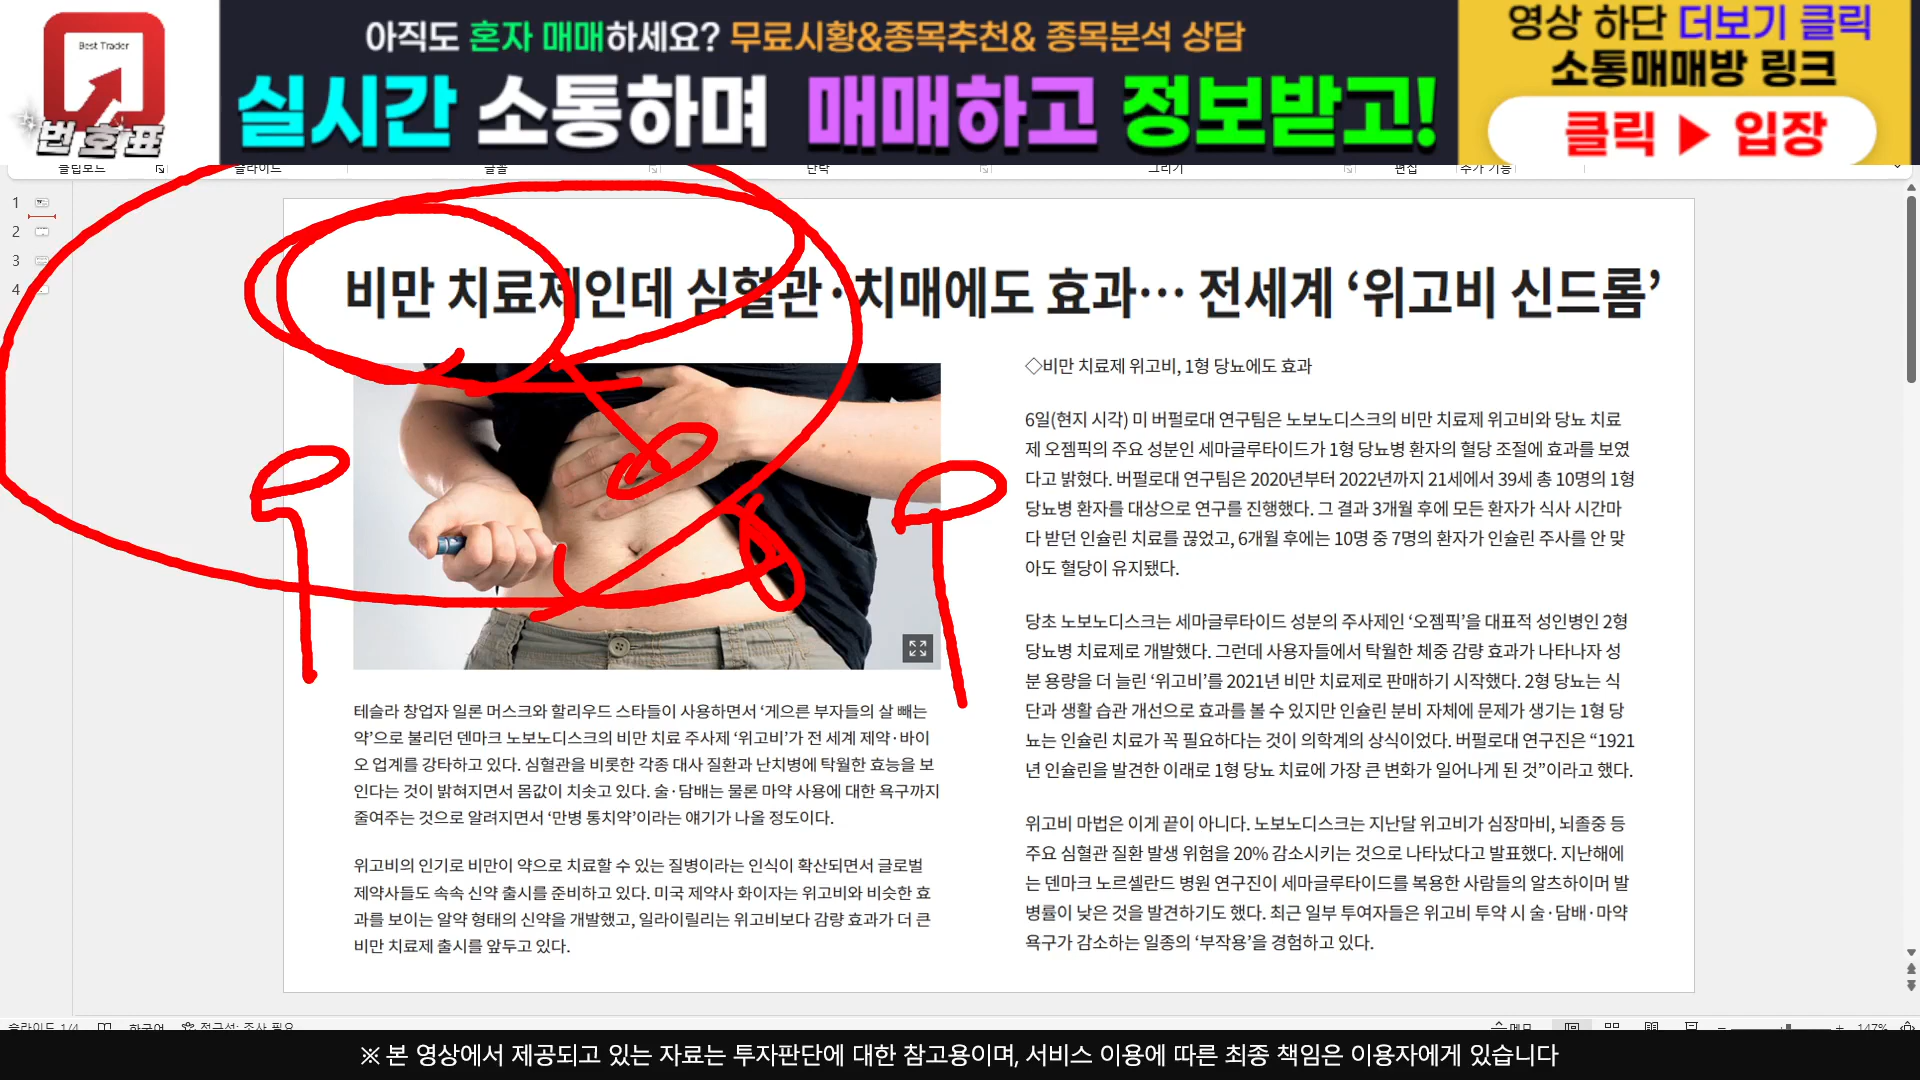 Best Trader
번호표
아직도 혼자 매매하세요? 무료시황&종목추천& 종목분석 상담
실시간 소통하며 매매하고 정보받고!
영상 하단 더보기 클릭
소통매매방 링크
클릭 ▶ 입장
클립보드
슬라이드
글꼴
단락
그리기
편집
추가 기능
1
2
3
4
비만 치료제인데 심혈관·치매에도 효과… 전세계 ‘위고비 신드롬’
테슬라 창업자 일론 머스크와 할리우드 스타들이 사용하면서 ‘게으른 부자들의 살 빼는
약’으로 불리던 덴마크 노보노디스크의 비만 치료 주사제 ‘위고비’가 전 세계 제약·바이
오 업계를 강타하고 있다. 심혈관을 비롯한 각종 대사 질환과 난치병에 탁월한 효능을 보
인다는 것이 밝혀지면서 몸값이 치솟고 있다. 술·담배는 물론 마약 사용에 대한 욕구까지
줄여주는 것으로 알려지면서 ‘만병 통치약’이라는 얘기가 나올 정도이다.
위고비의 인기로 비만이 약으로 치료할 수 있는 질병이라는 인식이 확산되면서 글로벌
제약사들도 속속 신약 출시를 준비하고 있다. 미국 제약사 화이자는 위고비와 비슷한 효
과를 보이는 알약 형태의 신약을 개발했고, 일라이릴리는 위고비보다 감량 효과가 더 큰
비만 치료제 출시를 앞두고 있다.
◇비만 치료제 위고비, 1형 당뇨에도 효과
6일(현지 시각) 미 버펄로대 연구팀은 노보노디스크의 비만 치료제 위고비와 당뇨 치료
제 오젬픽의 주요 성분인 세마글루타이드가 1형 당뇨병 환자의 혈당 조절에 효과를 보였
다고 밝혔다. 버펄로대 연구팀은 2020년부터 2022년까지 21세에서 39세 총 10명의 1형
당뇨병 환자를 대상으로 연구를 진행했다. 그 결과 3개월 후에 모든 환자가 식사 시간마
다 받던 인슐린 치료를 끊었고, 6개월 후에는 10명 중 7명의 환자가 인슐린 주사를 안 맞
아도 혈당이 유지됐다.
당초 노보노디스크는 세마글루타이드 성분의 주사제인 ‘오젬픽’을 대표적 성인병인 2형
당뇨병 치료제로 개발했다. 그런데 사용자들에서 탁월한 체중 감량 효과가 나타나자 성
분 용량을 더 늘린 ‘위고비’를 2021년 비만 치료제로 판매하기 시작했다. 2형 당뇨는 식
단과 생활 습관 개선으로 효과를 볼 수 있지만 인슐린 분비 자체에 문제가 생기는 1형 당
뇨는 인슐린 치료가 꼭 필요하다는 것이 의학계의 상식이었다. 버펄로대 연구진은 “1921
년 인슐린을 발견한 이래로 1형 당뇨 치료에 가장 큰 변화가 일어나게 된 것”이라고 했다.
위고비 마법은 이게 끝이 아니다. 노보노디스크는 지난달 위고비가 심장마비, 뇌졸중 등
주요 심혈관 질환 발생 위험을 20% 감소시키는 것으로 나타났다고 발표했다. 지난해에
는 덴마크 노르셸란드 병원 연구진이 세마글루타이드를 복용한 사람들의 알츠하이머 발
병률이 낮은 것을 발견하기도 했다. 최근 일부 투여자들은 위고비 투약 시 술·담배·마약
욕구가 감소하는 일종의 ‘부작용’을 경험하고 있다.
슬라이드 1/4 한국어 접근성: 조사 필요 메모 147%
※ 본 영상에서 제공되고 있는 자료는 투자판단에 대한 참고용이며, 서비스 이용에 따른 최종 책임은 이용자에게 있습니다